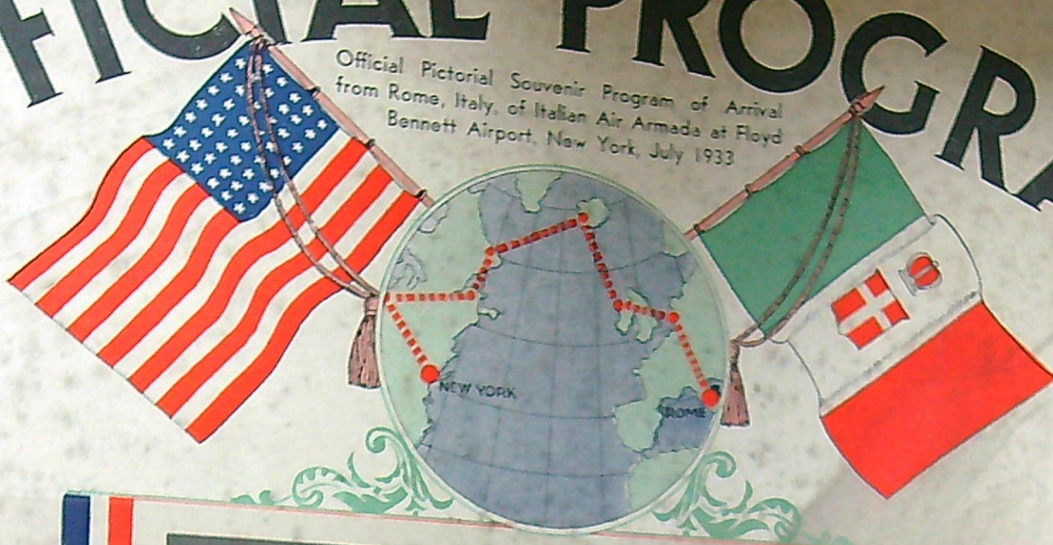 FICIAL PROGRA
Official Pictorial Souvenir Program of Arrival
from Rome, Italy, of Italian Air Armada at Floyd
Bennett Airport, New York, July 1933
NEW YORK
ROME